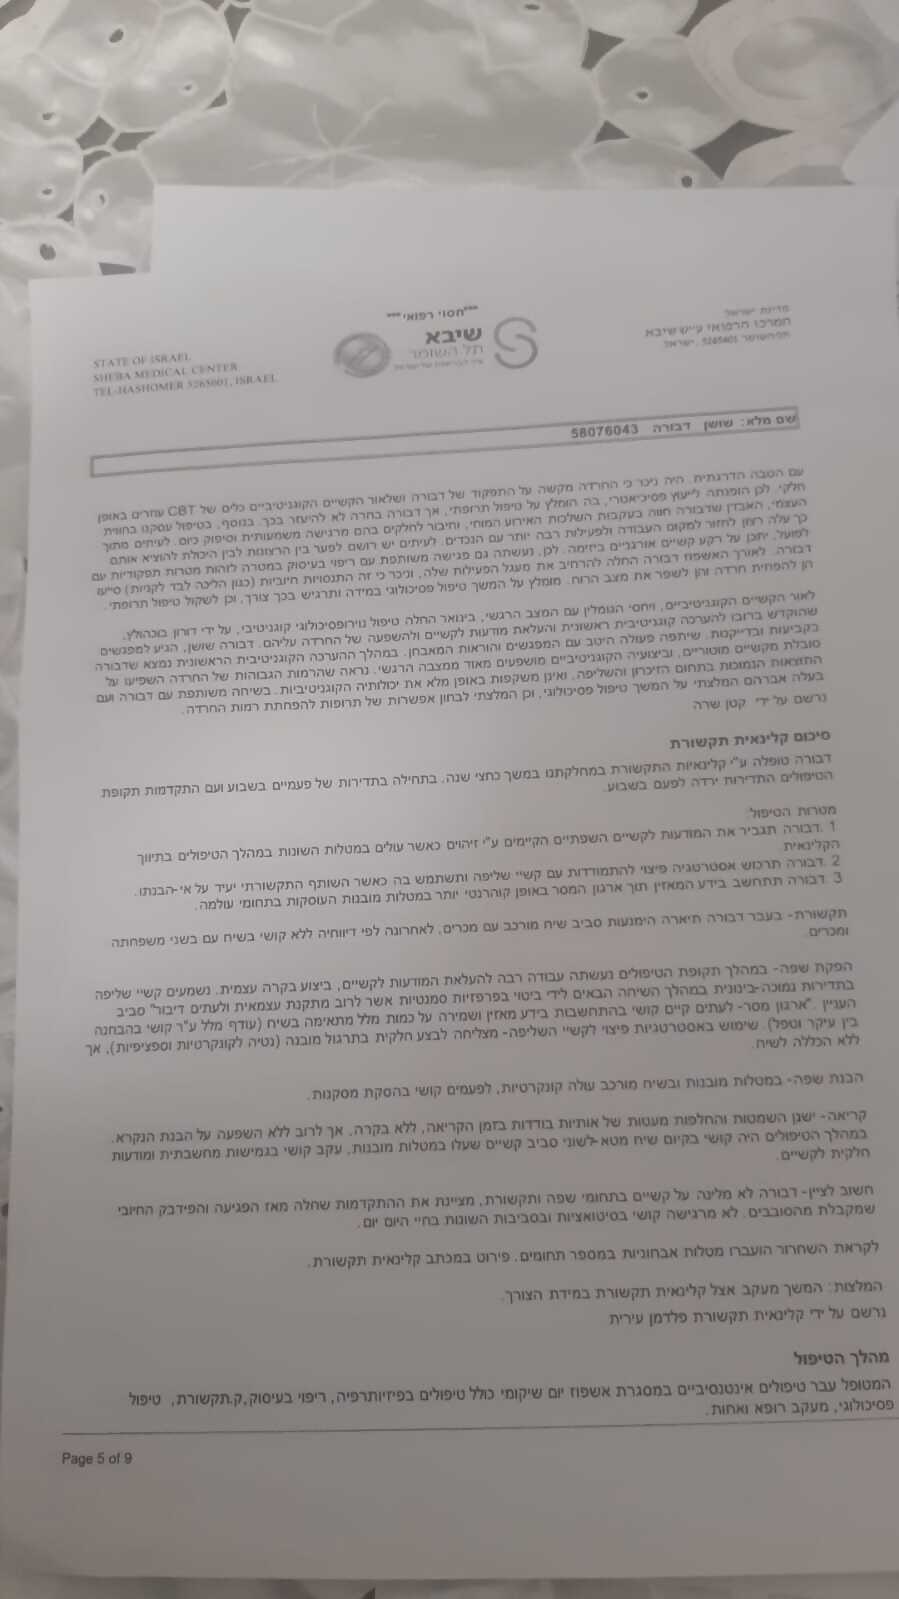 ***חסוי רפואי***
מדינת ישראל
המרכז הרפואי ע״ש שיבא
תל-השומר 5265601, ישראל
שיבא
תל השומר
STATE OF ISRAEL
SHEBA MEDICAL CENTER
TEL-HASHOMER 5265601, ISRAEL
שם מלא: שושן דבורה 58076043
עם הטבה הדרגתית. היה ניכר כי החרדה מקשה על התפקוד של דבורה ושלאור הקשיים הקוגניטיביים כלים של CBT עוזרים באופן
חלקי. לכן הופנתה לייעוץ פסיכיאטרי, בה הומלץ על טיפול תרופתי, אך דבורה בחרה לא להיעזר בכך. בנוסף, בטיפול עסקנו בחווית
העצמי, האבדן שדבורה חווה בעקבות השלכות האירוע המוחי, וחיבור לחלקים בהם מרגישה משמעותית וסיפוק כיום. לעיתים מתוך
כך עלה רצון לחזור למקום העבודה ולפעילות רבה יותר עם הנכדים. לעיתים יש רושם לפער בין הרצונות לבין היכולת להוציא אותם
לפועל, יתכן על רקע קשיים אורגניים ביוזמה. לכן, נעשתה גם פגישה משותפת עם ריפוי בעיסוק במטרה לזהות מטרות תפקודיות עם
דבורה. לאורך האשפוז דבורה החלה להרחיב את מעגל הפעילות שלה, וניכר כי זה התנסויות חיוביות (כגון הליכה לבד לקניות) סייעו
הן להפחית חרדה והן לשפר את מצב הרוח. מומלץ על המשך טיפול פסיכולוגי במידה ותרגיש בכך צורך, וכן לשקול טיפול תרופתי.
לאור הקשיים הקוגניטיביים, ויחסי הגומלין עם המצב הרגשי, בינואר החלה טיפול נוירופסיכולוגי קוגניטיבי, על ידי דורון בוכהולץ,
שהוקדש ברובו להערכה קוגניטיבית ראשונית והעלאת מודעות לקשיים ולהשפעה של החרדה עליהם. דבורה שושן, הגיע למפגשים
בקביעות ובדייקנות. שיתפה פעולה היטב עם המפגשים והוראות המאבחן. במהלך ההערכה הקוגניטיבית הראשונית נמצא שדבורה
סובלת מקשיים מוטוריים, וביצועיה הקוגניטיביים מושפעים מאוד ממצבה הרגשי. נראה שהרמות הגבוהות של החרדה השפיעו על
התוצאות הנמוכות בתחום הזיכרון והשליפה, ואינן משקפות באופן מלא את יכולותיה הקוגניטיביות. בשיחה משותפת עם דבורה ועם
בעלה אברהם המלצתי על המשך טיפול פסיכולוגי, וכן המלצתי לבחון אפשרות של תרופות להפחתת רמות החרדה.
נרשם על ידי קטן שרה
סיכום קלינאית תקשורת
דבורה טופלה ע״י קלינאיות התקשורת במחלקתנו במשך כחצי שנה. בתחילה בתדירות של פעמיים בשבוע ועם התקדמות תקופת
הטיפולים התדירות ירדה לפעם בשבוע.
מטרות הטיפול:
1. דבורה תגביר את המודעות לקשיים השפתיים הקיימים ע״י זיהוים כאשר עולים במטלות השונות במהלך הטיפולים בתיווך
הקלינאית.
2. דבורה תרכוש אסטרטגיה פיצוי להתמודדות עם קשיי שליפה ותשתמש בה כאשר השותף התקשורתי יעיד על אי-הבנתו.
3. דבורה תתחשב בידע המאזין תוך ארגון המסר באופן קוהרנטי יותר במטלות מובנות העוסקות בתחומי עולמה.
תקשורת- בעבר דבורה תיארה הימנעות סביב שיח מורכב עם מכרים, לאחרונה לפי דיווחיה ללא קושי בשיח עם בשני משפחתה
ומכרים.
הפקת שפה- במהלך תקופת הטיפולים נעשתה עבודה רבה להעלאת המודעות לקשיים, ביצוע בקרה עצמית. נשמעים קשיי שליפה
בתדירות נמוכה-בינונית במהלך השיחה הבאים לידי ביטוי בפרפזיות סמנטיות אשר לרוב מתקנת עצמאית ולעתים דיבור" סביב
העניין ."ארגון מסר- לעתים קיים קושי בהתחשבות בידע מאזין ושמירה על כמות מלל מתאימה בשיח (עודף מלל ע״ר קושי בהבחנה
בין עיקר וטפל). שימוש באסטרטגיות פיצוי לקשיי השליפה- מצליחה לבצע חלקית בתרגול מובנה (נטיה לקונקרטיות וספציפיות), אך
ללא הכללה לשיח.
הבנת שפה- במטלות מובנות ובשיח מורכב עולה קונקרטיות, לפעמים קושי בהסקת מסקנות.
קריאה- ישנן השמטות והחלפות מעטות של אותיות בודדות בזמן הקריאה, ללא בקרה, אך לרוב ללא השפעה על הבנת הנקרא.
במהלך הטיפולים היה קושי בקיום שיח מטא-לשוני סביב קשיים שעלו במטלות מובנות, עקב קושי בגמישות מחשבתית ומודעות
חלקית לקשיים.
חשוב לציין- דבורה לא מלינה על קשיים בתחומי שפה ותקשורת, מציינת את ההתקדמות שחלה מאז הפגיעה והפידבק החיובי
שמקבלת מהסובבים. לא מרגישה קושי בסיטואציות ובסביבות השונות בחיי היום יום.
לקראת השחרור הועברו מטלות אבחוניות במספר תחומים. פירוט במכתב קלינאית תקשורת.
המלצות: המשך מעקב אצל קלינאית תקשורת במידת הצורך.
נרשם על ידי קלינאית תקשורת פלדמן עירית
מהלך הטיפול
המטופל עבר טיפולים אינטנסיביים במסגרת אשפוז יום שיקומי כולל טיפולים בפיזיותרפיה, ריפוי בעיסוק,ק.תקשורת, טיפול
פסיכולוגי, מעקב רופא ואחות.
Page 5 of 9